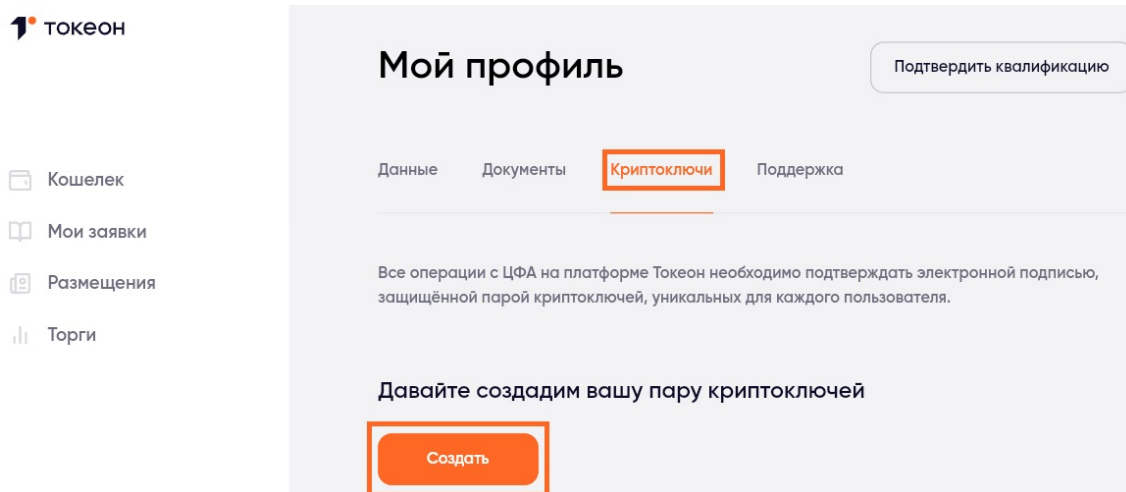 токеон
Мой профиль
Подтвердить квалификацию
Данные Документы Криптоключи Поддержка
Кошелек
Мои заявки
Размещения
Торги
Все операции с ЦФА на платформе Токеон необходимо подтверждать электронной подписью,
защищённой парой криптоключей, уникальных для каждого пользователя.
Давайте создадим вашу пару криптоключей
Создать